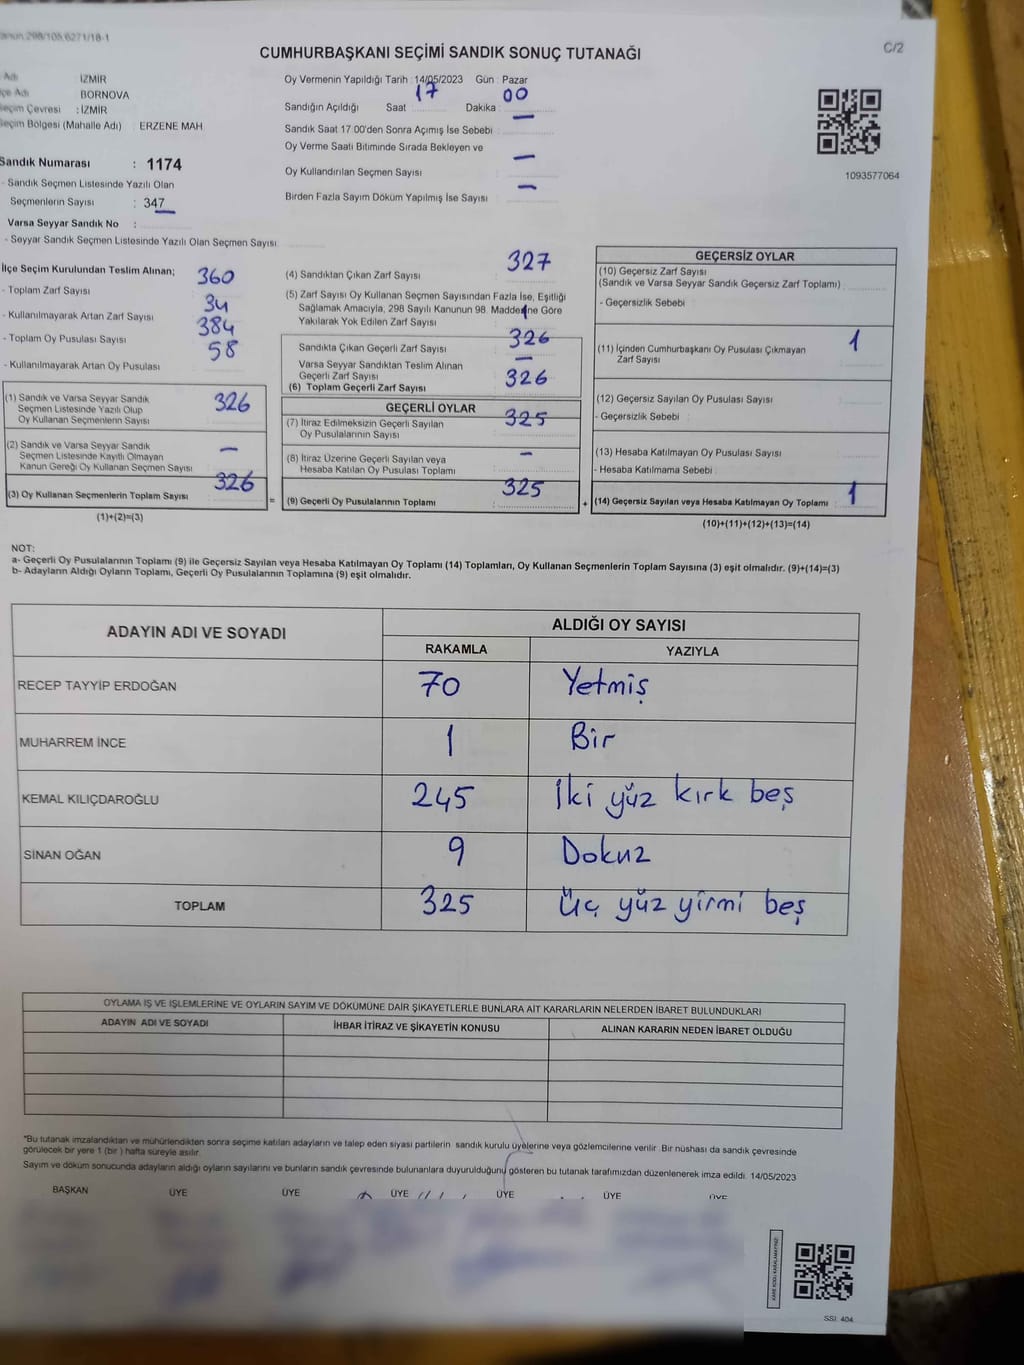 298/105,6271/18-1
C/2
CUMHURBAŞKANI SEÇİMİ SANDIK SONUÇ TUTANAĞI
Adı İZMİR
Adı BORNOVA
Seçim Çevresi : İZMİR
Seçim Bölgesi (Mahalle Adı) ERZENE MAH
Sandık Numarası : 1174
- Sandık Seçmen Listesinde Yazılı Olan
Seçmenlerin Sayısı : 347
Varsa Seyyar Sandık No :
- Seyyar Sandık Seçmen Listesinde Yazılı Olan Seçmen Sayısı
Oy Vermenin Yapıldığı Tarih : 14/05/2023 Gün : Pazar
Sandığın Açıldığı Saat 17 Dakika : 00
Sandık Saat 17:00'den Sonra Açımış İse Sebebi : —
Oy Verme Saati Bitiminde Sırada Bekleyen ve
Oy Kullandırılan Seçmen Sayısı : —
Birden Fazla Sayım Döküm Yapılmış İse Sayısı : —
1093577064
İlçe Seçim Kurulundan Teslim Alınan;
- Toplam Zarf Sayısı 360
- Kullanılmayarak Artan Zarf Sayısı 34
- Toplam Oy Pusulası Sayısı 384
- Kullanılmayarak Artan Oy Pusulası 58
(1) Sandık ve Varsa Seyyar Sandık
Seçmen Listesinde Yazılı Olup
Oy Kullanan Seçmenlerin Sayısı 326
(2) Sandık ve Varsa Seyyar Sandık
Seçmen Listesinde Kayıtlı Olmayan
Kanun Gereği Oy Kullanan Seçmen Sayısı —
(3) Oy Kullanan Seçmenlerin Toplam Sayısı 326 =
(1)+(2)=(3)
(4) Sandıktan Çıkan Zarf Sayısı : 327
(5) Zarf Sayısı Oy Kullanan Seçmen Sayısından Fazla İse, Eşitliği
Sağlamak Amacıyla, 298 Sayılı Kanunun 98. Maddesine Göre
Yakılarak Yok Edilen Zarf Sayısı : 1
Sandıkta Çıkan Geçerli Zarf Sayısı : 326
Varsa Seyyar Sandıktan Teslim Alınan
Geçerli Zarf Sayısı —
(6) Toplam Geçerli Zarf Sayısı 326
GEÇERLİ OYLAR
(7) İtiraz Edilmeksizin Geçerli Sayılan
Oy Pusulalarının Sayısı : 325
(8) İtiraz Üzerine Geçerli Sayılan veya
Hesaba Katılan Oy Pusulası Toplamı : —
(9) Geçerli Oy Pusulalarının Toplamı : 325 +
GEÇERSİZ OYLAR
(10) Geçersiz Zarf Sayısı
(Sandık ve Varsa Seyyar Sandık Geçersiz Zarf Toplamı)
- Geçersizlik Sebebi :
(11) İçinden Cumhurbaşkanı Oy Pusulası Çıkmayan
Zarf Sayısı 1
(12) Geçersiz Sayılan Oy Pusulası Sayısı :
- Geçersizlik Sebebi :
(13) Hesaba Katılmayan Oy Pusulası Sayısı :
- Hesaba Katılmama Sebebi :
(14) Geçersiz Sayılan veya Hesaba Katılmayan Oy Toplamı : 1
(10)+(11)+(12)+(13)=(14)
NOT:
a- Geçerli Oy Pusulalarının Toplamı (9) ile Geçersiz Sayılan veya Hesaba Katılmayan Oy Toplamı (14) Toplamları, Oy Kullanan Seçmenlerin Toplam Sayısına (3) eşit olmalıdır. (9)+(14)=(3)
b- Adayların Aldığı Oyların Toplamı, Geçerli Oy Pusulalarının Toplamına (9) eşit olmalıdır.
ADAYIN ADI VE SOYADI ALDIĞI OY SAYISI
RAKAMLA YAZIYLA
RECEP TAYYİP ERDOĞAN 70 Yetmiş
MUHARREM İNCE 1 Bir
KEMAL KILIÇDAROĞLU 245 İki yüz kırk beş
SİNAN OĞAN 9 Dokuz
TOPLAM 325 Üç yüz yirmi beş
OYLAMA İŞ VE İŞLEMLERİNE VE OYLARIN SAYIM VE DÖKÜMÜNE DAİR ŞİKAYETLERLE BUNLARA AİT KARARLARIN NELERDEN İBARET BULUNDUKLARI
ADAYIN ADI VE SOYADI İHBAR İTİRAZ VE ŞİKAYETİN KONUSU ALINAN KARARIN NEDEN İBARET OLDUĞU
*Bu tutanak imzalandıktan ve mühürlendikten sonra seçime katılan adayların ve talep eden siyasi partilerin sandık kurulu üyelerine veya gözlemcilerine verilir. Bir nüshası da sandık çevresinde
görülecek bir yere 1 (bir) hafta süreyle asılır.
Sayım ve döküm sonucunda adayların aldığı oyların sayılarını ve bunların sandık çevresinde bulunanlara duyurulduğunu gösteren bu tutanak tarafımızdan düzenlenerek imza edildi. 14/05/2023
BAŞKAN ÜYE ÜYE ÜYE ÜYE ÜYE ÜYE
KARE KODU KARALAMAYINIZ!
SSI: 404